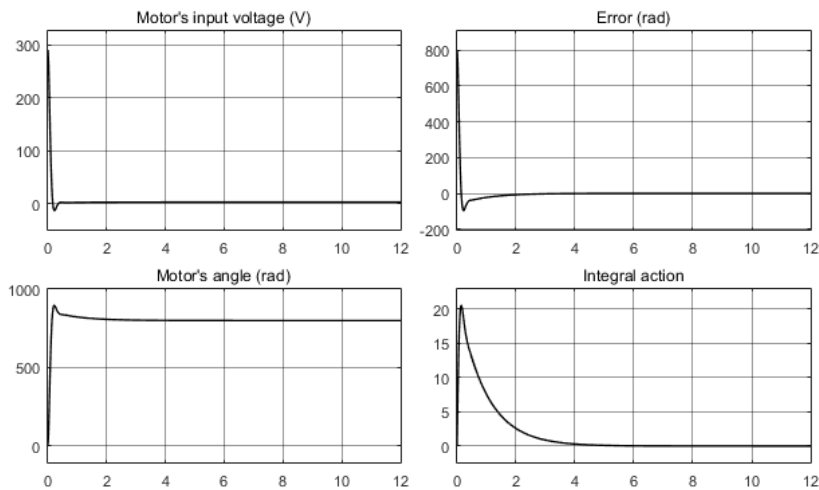 Motor's input voltage (V)
300
200
100
0
0 2 4 6 8 10 12
Error (rad)
800
600
400
200
0
-200
0 2 4 6 8 10 12
Motor's angle (rad)
1000
500
0
0 2 4 6 8 10 12
Integral action
20
15
10
5
0
0 2 4 6 8 10 12